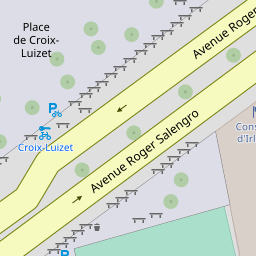 Place
de Croix-
Luizet
Avenue Roger
Croix-Luizet
Avenue Roger Salengro
Cons
d'Irl
P
P